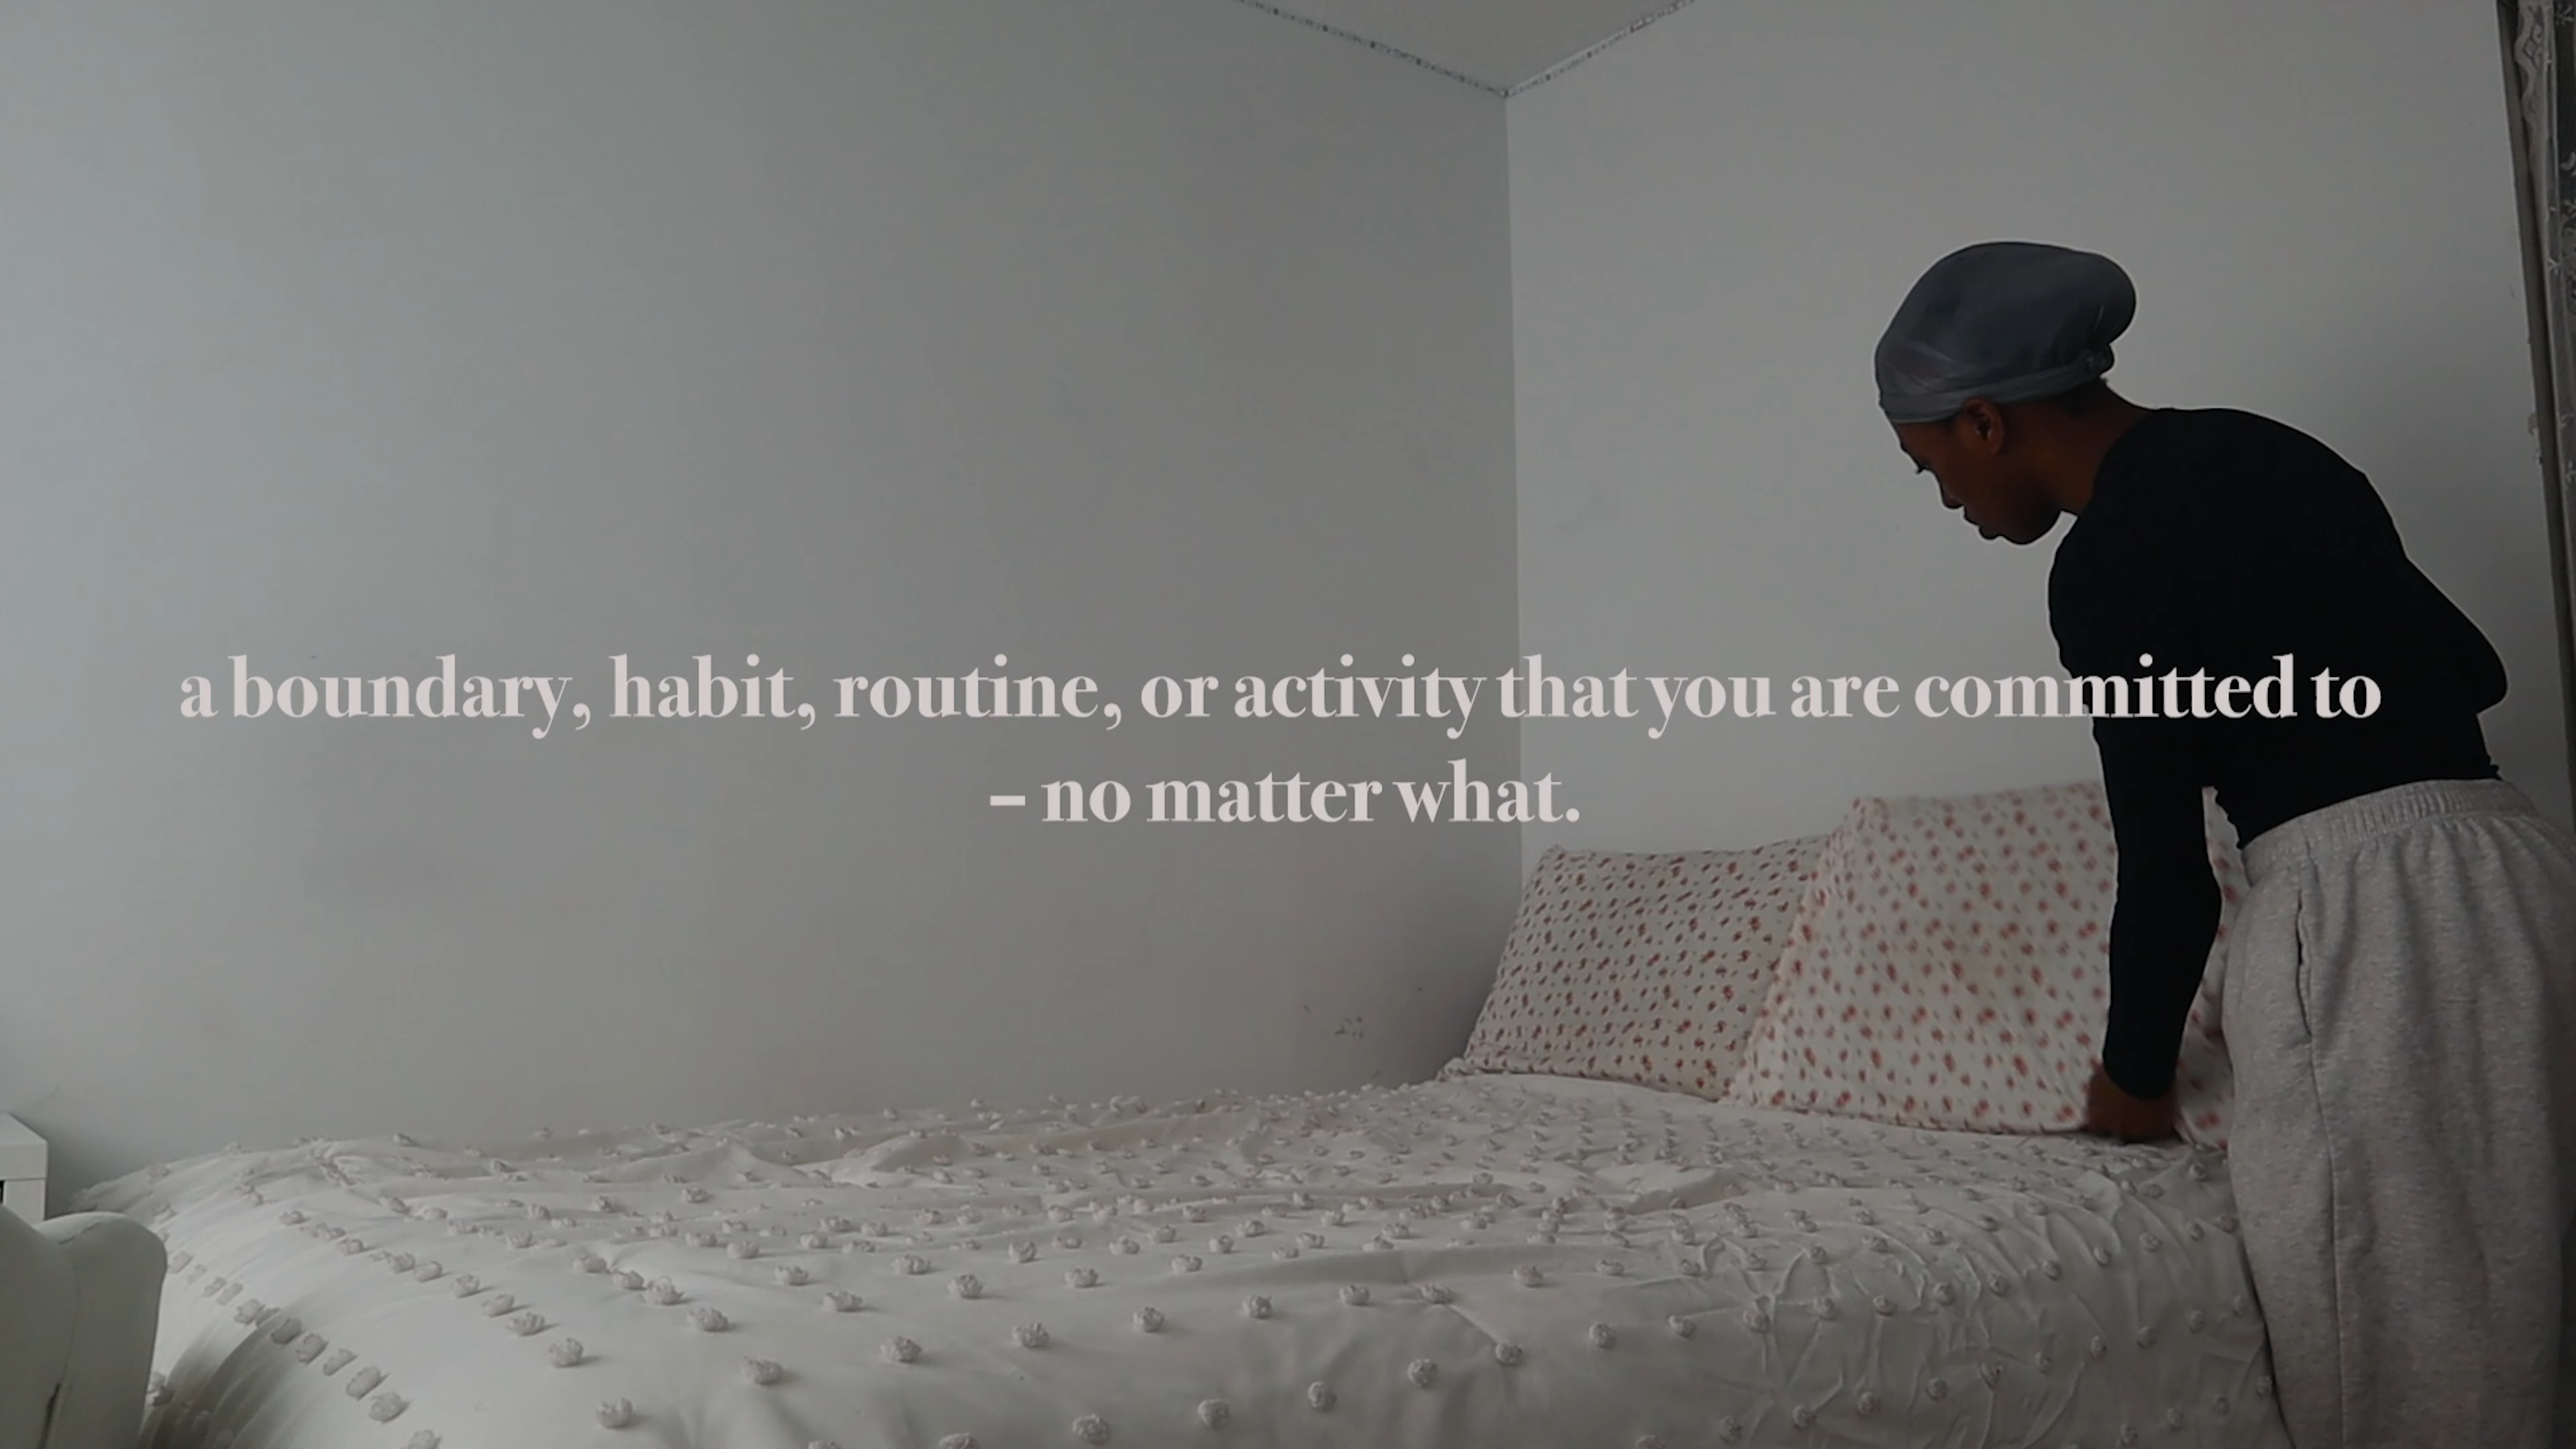 a boundary, habit, routine, or activity that you are committed to
– no matter what.